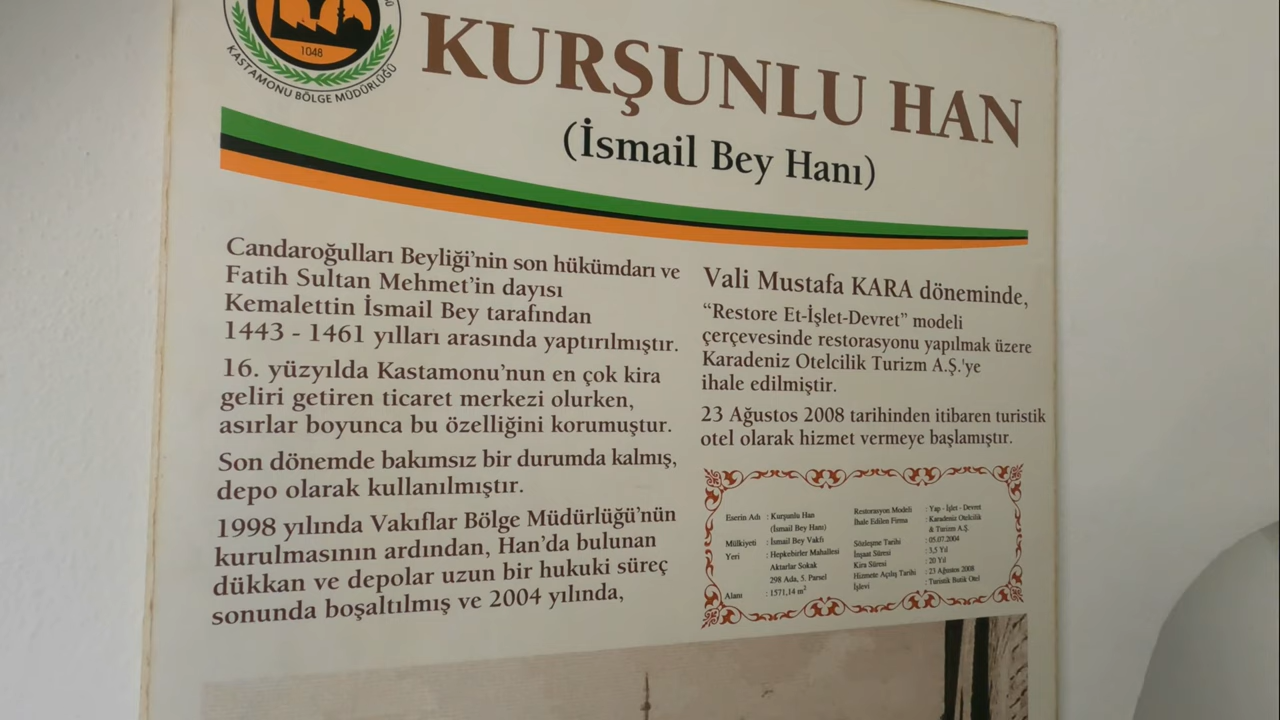 1048
KASTAMONU BÖLGE MÜDÜRLÜĞÜ
KURŞUNLU HAN
(İsmail Bey Hanı)
Candaroğulları Beyliği'nin son hükümdarı ve
Fatih Sultan Mehmet'in dayısı
Kemalettin İsmail Bey tarafından
1443 - 1461 yılları arasında yaptırılmıştır.
16. yüzyılda Kastamonu'nun en çok kira
geliri getiren ticaret merkezi olurken,
asırlar boyunca bu özelliğini korumuştur.
Son dönemde bakımsız bir durumda kalmış,
depo olarak kullanılmıştır.
1998 yılında Vakıflar Bölge Müdürlüğü'nün
kurulmasının ardından, Han'da bulunan
dükkan ve depolar uzun bir hukuki süreç
sonunda boşaltılmış ve 2004 yılında,
Vali Mustafa KARA döneminde,
"Restore Et-İşlet-Devret" modeli
çerçevesinde restorasyonu yapılmak üzere
Karadeniz Otelcilik Turizm A.Ş.'ye
ihale edilmiştir.
23 Ağustos 2008 tarihinden itibaren turistik
otel olarak hizmet vermeye başlamıştır.
Eserin Adı : Kurşunlu Han
(İsmail Bey Hanı)
Mülkiyeti : İsmail Bey Vakfı
Yeri : Hepkebirler Mahallesi
Aktarlar Sokak
298 Ada, 5. Parsel
Alanı : 1571,14 m²
Restorasyon Modeli : Yap - İşlet - Devret
İhale Edilen Firma : Karadeniz Otelcilik
& Turizm A.Ş.
Sözleşme Tarihi : 05.07.2004
İnşaat Süresi : 3,5 Yıl
Kira Süresi : 20 Yıl
Hizmete Açılış Tarihi : 23 Ağustos 2008
İşlevi : Turistik Butik Otel